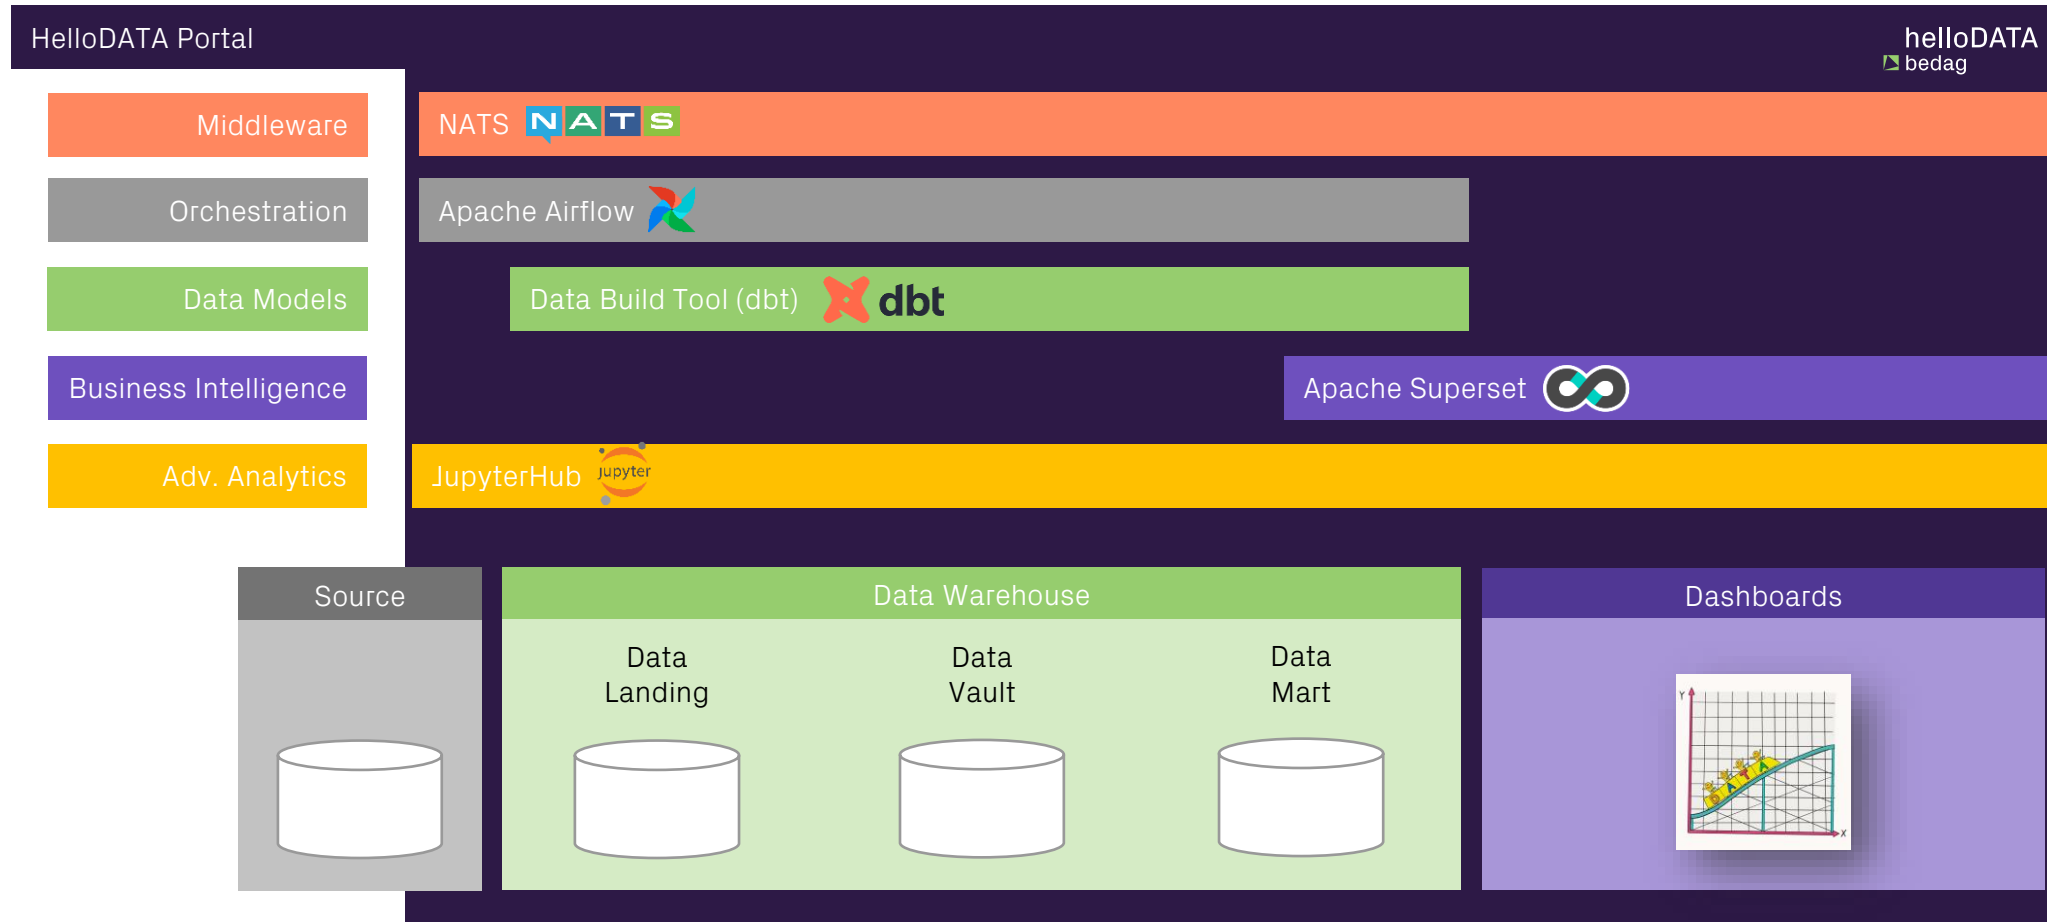 HelloDATA Portal
helloDATA
bedag
Middleware
NATS NATS
Orchestration
Apache Airflow
Data Models
Data Build Tool (dbt) dbt
Business Intelligence
Apache Superset
Adv. Analytics
JupyterHub Jupyter
Source
Data Warehouse
Dashboards
Data
Landing
Data
Vault
Data
Mart
Y
DATA
X